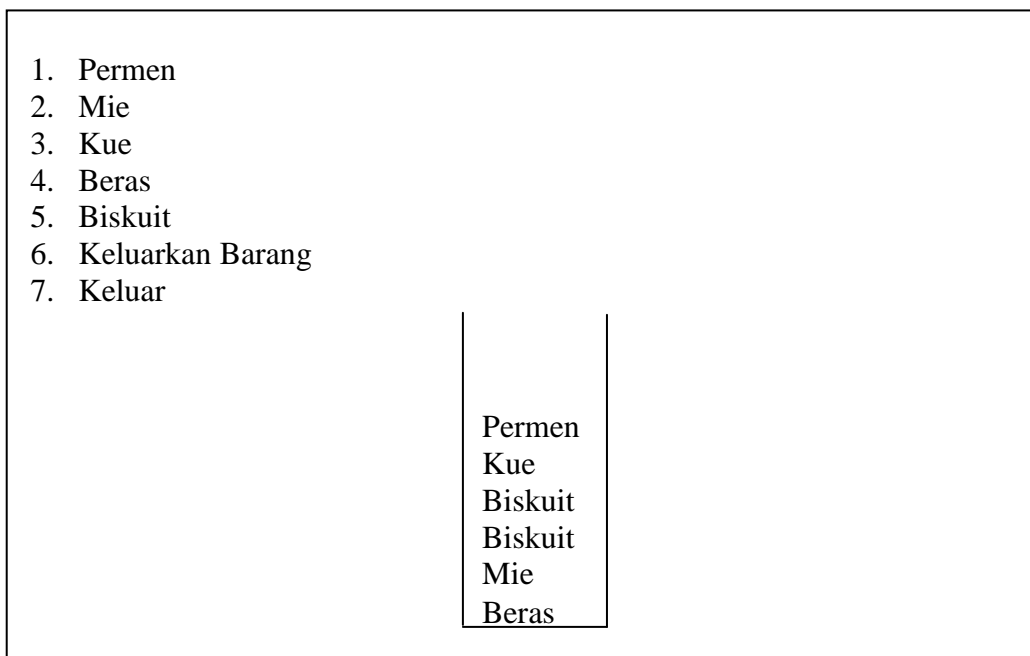 1. Permen
2. Mie
3. Kue
4. Beras
5. Biskuit
6. Keluarkan Barang
7. Keluar
Permen
Kue
Biskuit
Biskuit
Mie
Beras